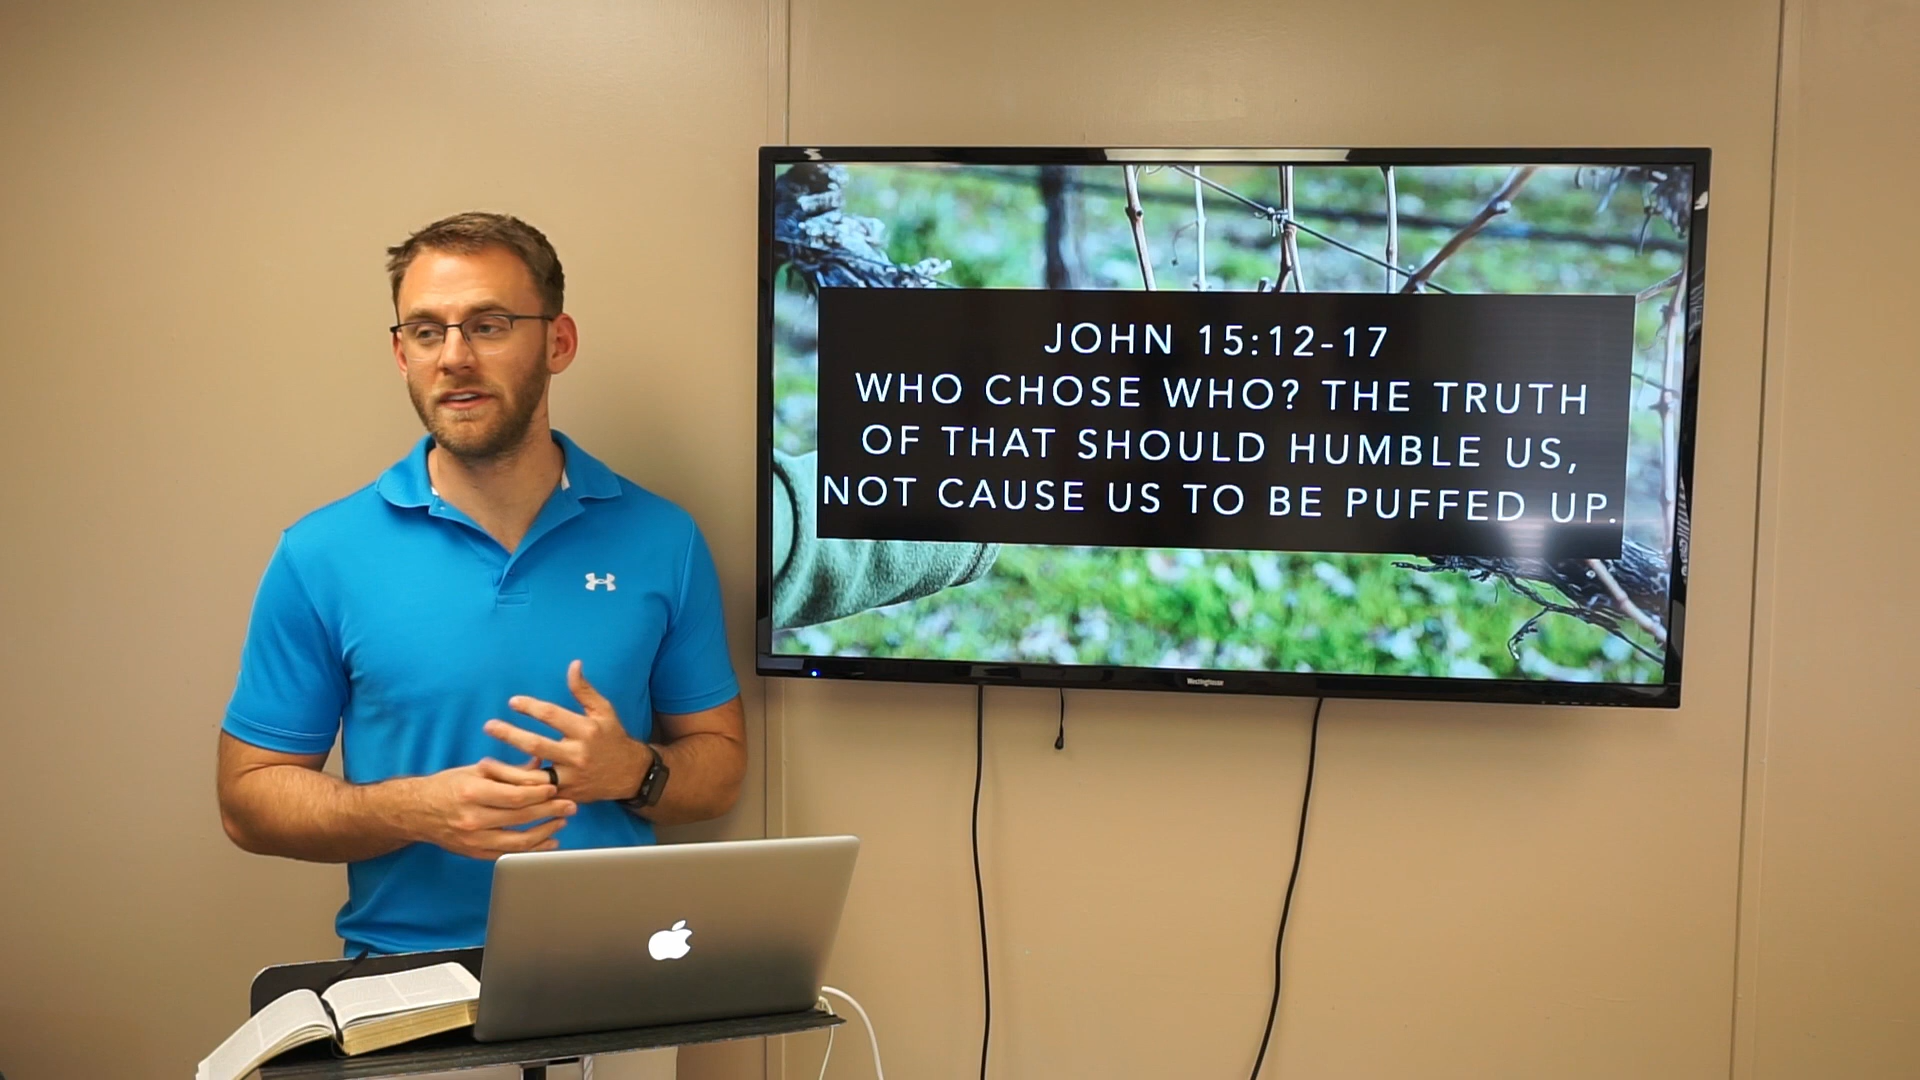 JOHN 15:12-17
WHO CHOSE WHO? THE TRUTH
OF THAT SHOULD HUMBLE US,
NOT CAUSE US TO BE PUFFED UP.
Westinghouse